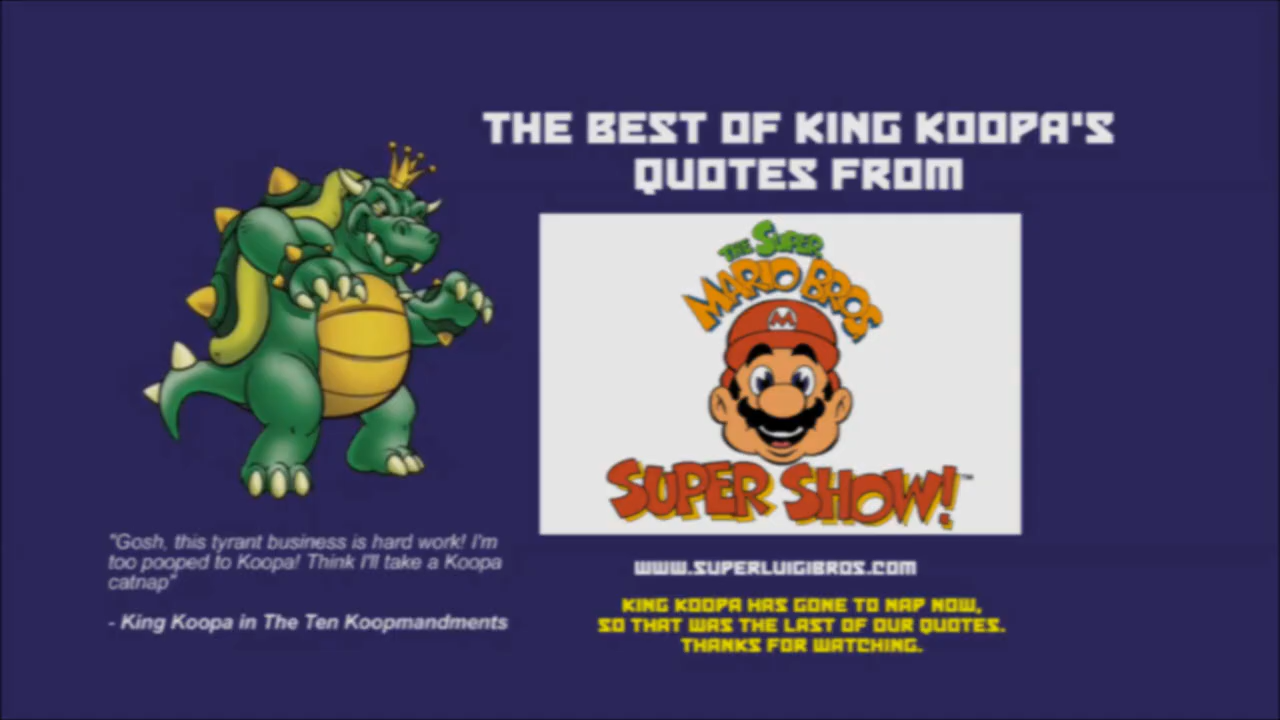 THE BEST OF KING KOOPA'S
QUOTES FROM
THE SUPER
MARIO BROS
M
SUPER SHOW!™
"Gosh, this tyrant business is hard work! I'm
too pooped to Koopa! Think I'll take a Koopa
catnap"
- King Koopa in The Ten Koopmandments
WWW.SUPERLUIGIBROS.COM
KING KOOPA HAS GONE TO NAP NOW,
SO THAT WAS THE LAST OF OUR QUOTES.
THANKS FOR WATCHING.